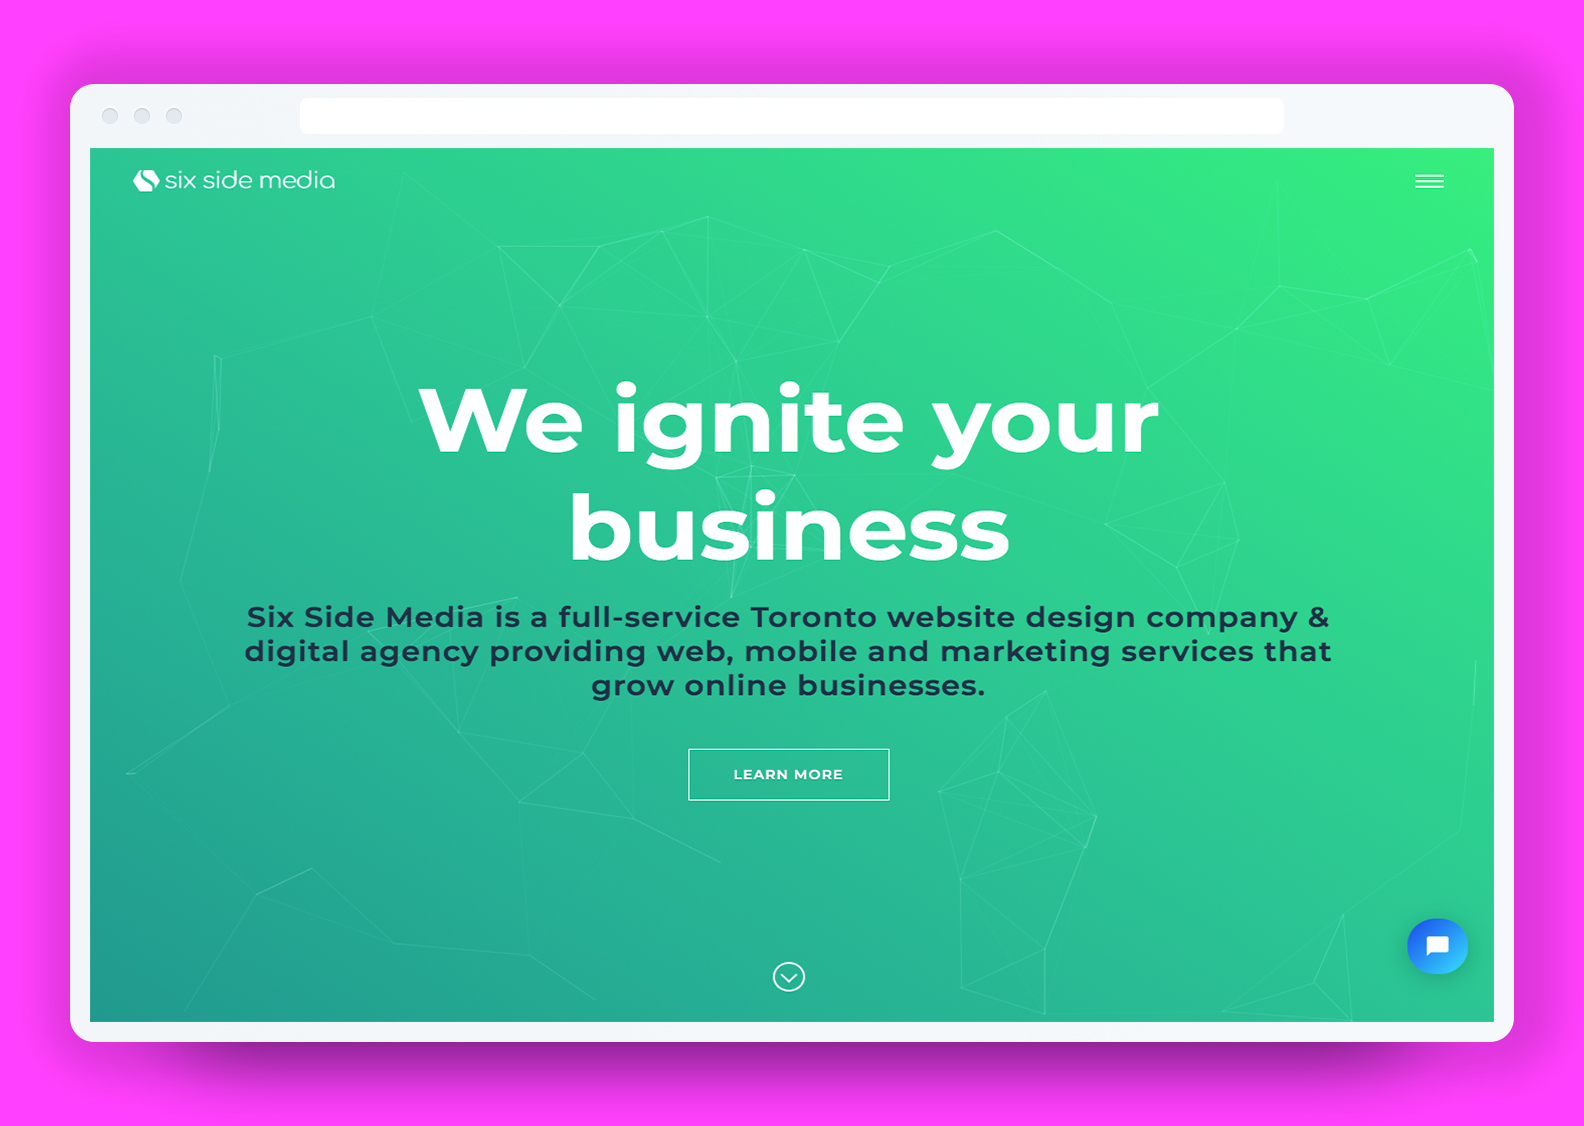 six side media
We ignite your
business
Six Side Media is a full-service Toronto website design company &
digital agency providing web, mobile and marketing services that
grow online businesses.
LEARN MORE